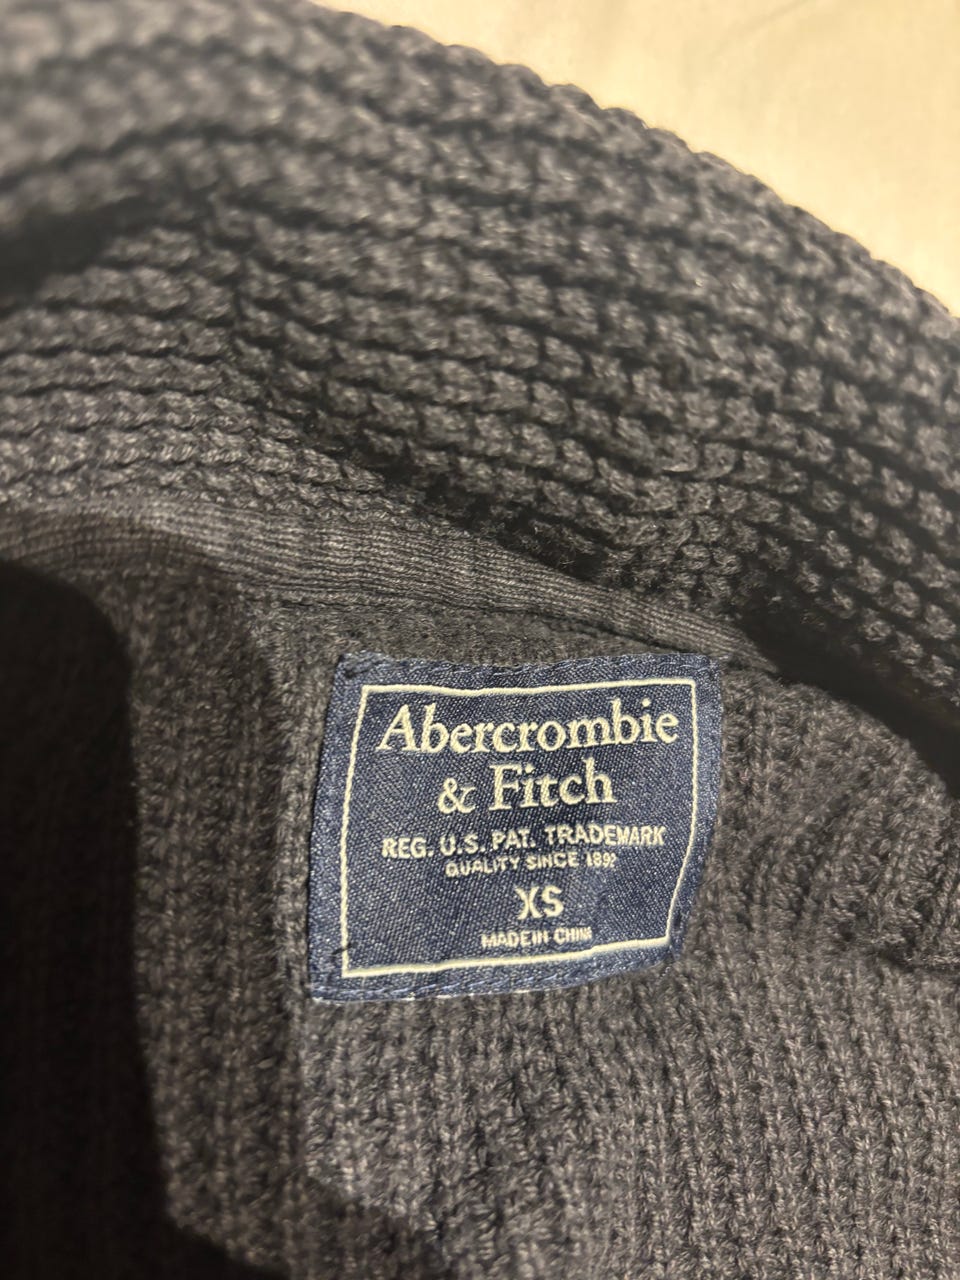 Abercrombie
& Fitch
REG. U.S. PAT. TRADEMARK
QUALITY SINCE 1892
XS
MADE IN CHINA